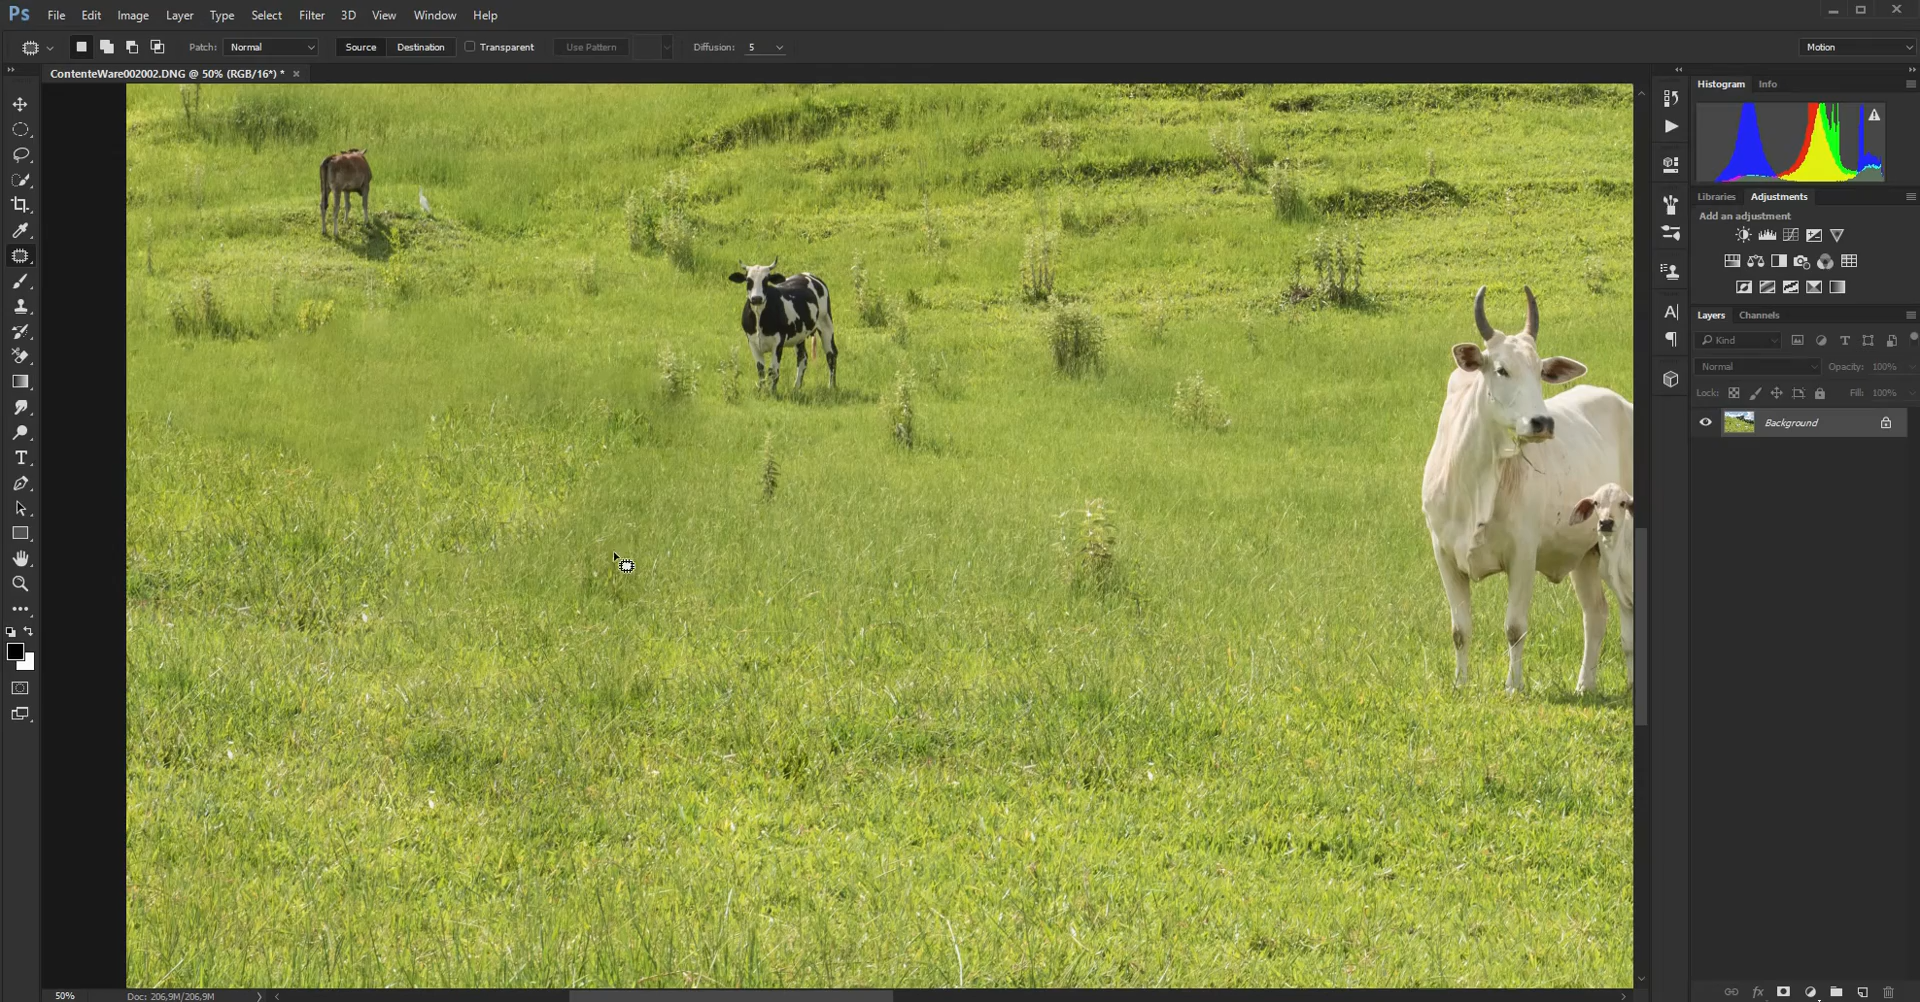 Ps File Edit Image Layer Type Select Filter 3D View Window Help
Patch: Normal Source Destination Transparent Use Pattern Diffusion: 5 Motion
ContenteWare002002.DNG @ 50% (RGB/16*) * ×
Histogram Info
Libraries Adjustments
Add an adjustment
Layers Channels
Kind
Normal Opacity: 100%
Lock: Fill: 100%
Background
50% Doc: 206,9M/206,9M